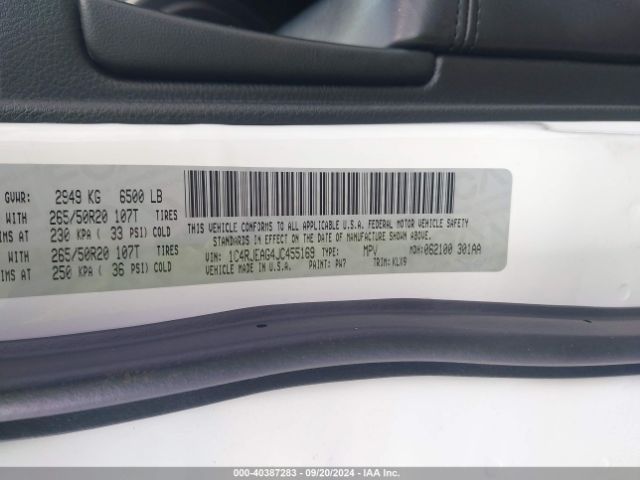 GVWR: 2949 KG 6500 LB
WITH 265/50R20 107T TIRES
IMS AT 230 KPA ( 33 PSI) COLD
WITH 265/50R20 107T TIRES
IMS AT 250 KPA ( 36 PSI) COLD
THIS VEHICLE CONFORMS TO ALL APPLICABLE U.S.A. FEDERAL MOTOR VEHICLE SAFETY
STANDARDS IN EFFECT ON THE DATE OF MANUFACTURE SHOWN ABOVE.
VIN: 1C4RJEAG4JC455169 TYPE: MPV MDH: 062100 301AA
VEHICLE MADE IN U.S.A. PAINT: PW7 TRIM: KLX9
000-40387283 - 09/20/2024 - IAA Inc.